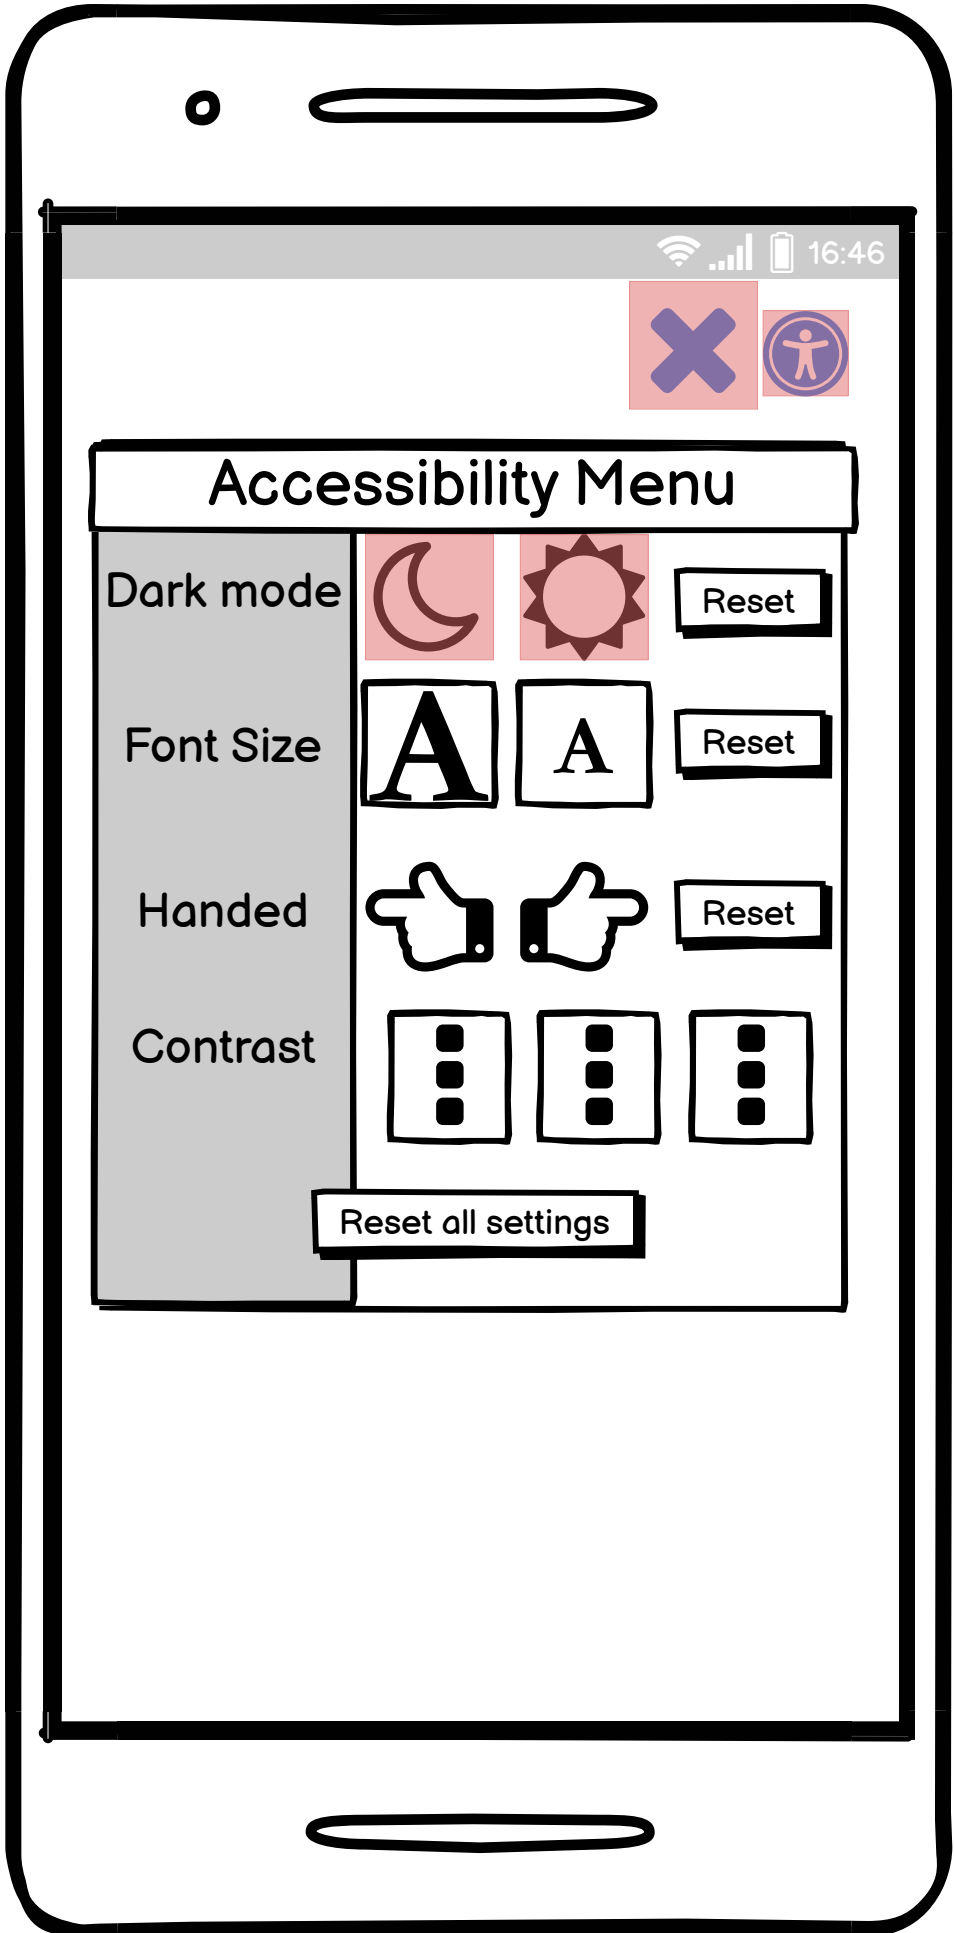 16:46
Accessibility Menu
Dark mode
Reset
Font Size
A
A
Reset
Handed
Reset
Contrast
Reset all settings